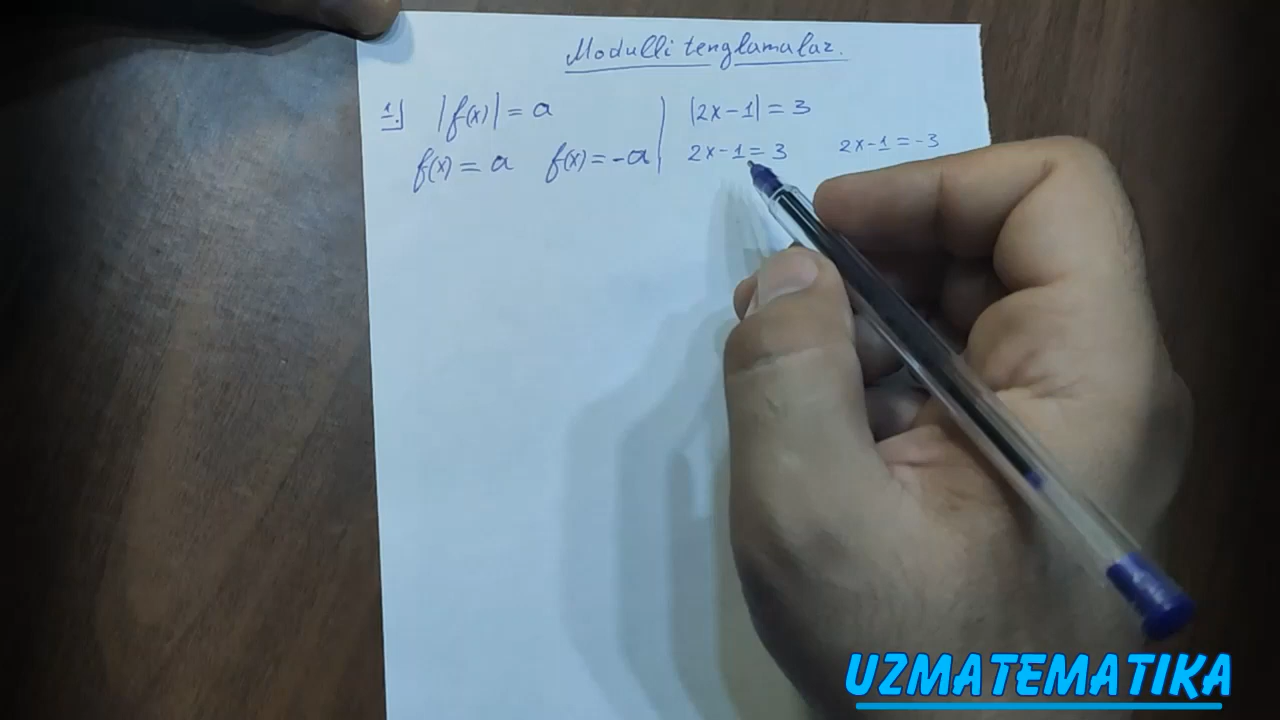 Modulli tenglamalar.
1.) |f(x)| = a
f(x) = a f(x) = -a
|2x-1| = 3
2x-1 = 3 2x-1 = -3
UZMATEMATIKA